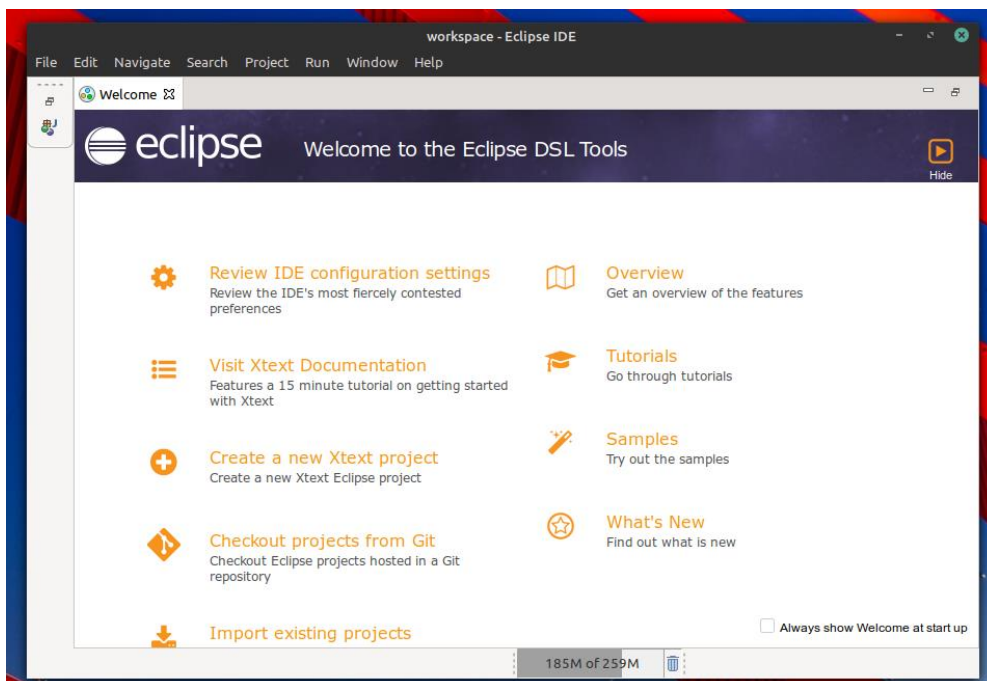 workspace - Eclipse IDE
File Edit Navigate Search Project Run Window Help
Welcome
eclipse Welcome to the Eclipse DSL Tools
Hide
Review IDE configuration settings
Review the IDE's most fiercely contested
preferences
Visit Xtext Documentation
Features a 15 minute tutorial on getting started
with Xtext
Create a new Xtext project
Create a new Xtext Eclipse project
Checkout projects from Git
Checkout Eclipse projects hosted in a Git
repository
Import existing projects
Overview
Get an overview of the features
Tutorials
Go through tutorials
Samples
Try out the samples
What's New
Find out what is new
Always show Welcome at start up
185M of 259M